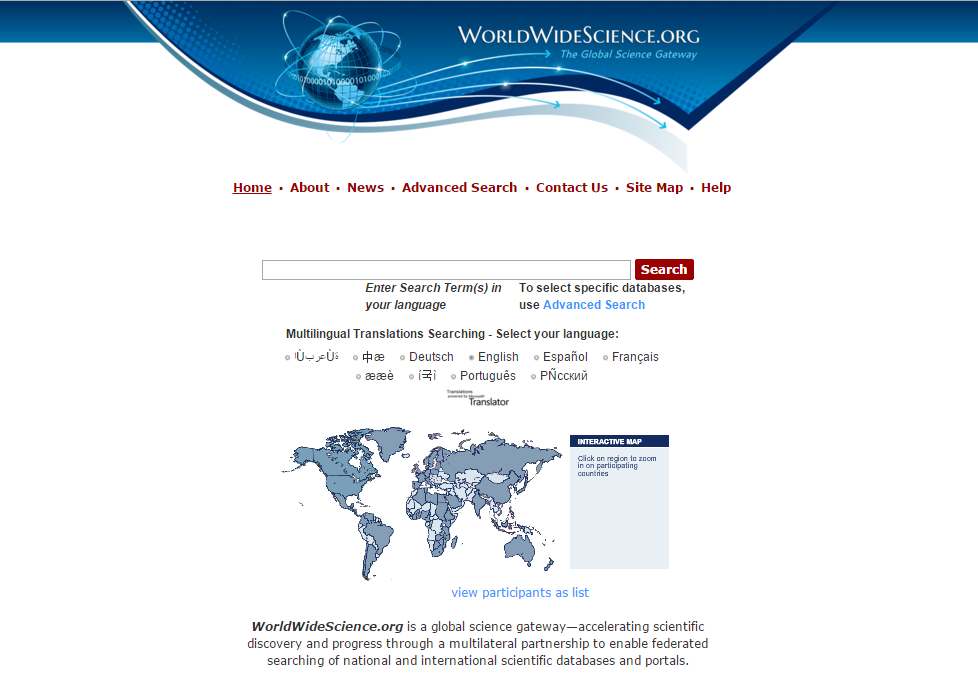 WORLDWIDESCIENCE.ORG
The Global Science Gateway
01000010100001010000101
Home · About · News · Advanced Search · Contact Us · Site Map · Help
Search
Enter Search Term(s) in your language
To select specific databases, use Advanced Search
Multilingual Translations Searching - Select your language:
中æ Deutsch English Español Français
ææè í국ì Português РÑсский
Translations
powered by Microsoft®
Translator
INTERACTIVE MAP
Click on region to zoom
in on participating
countries
view participants as list
WorldWideScience.org is a global science gateway—accelerating scientific
discovery and progress through a multilateral partnership to enable federated
searching of national and international scientific databases and portals.